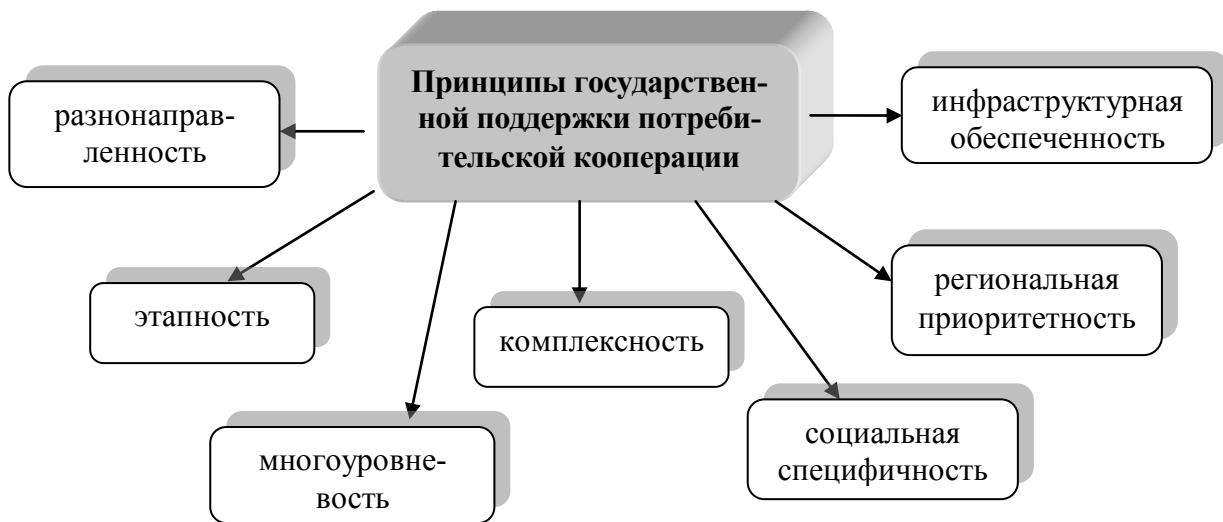 Принципы государствен-
ной поддержки потреби-
тельской кооперации
разнонаправ-
ленность
инфраструктурная
обеспеченность
этапность
региональная
приоритетность
комплексность
многоуровне-
вость
социальная
специфичность